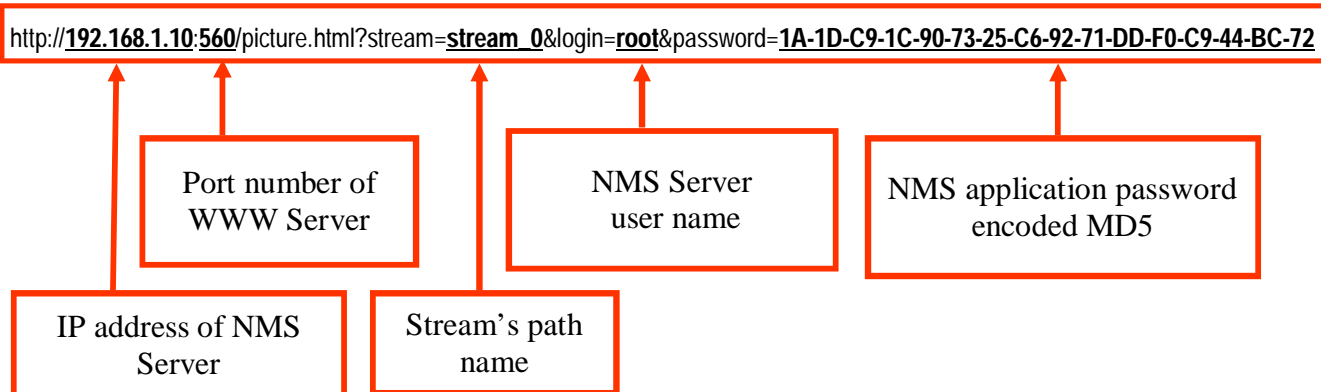 http://192.168.1.10:560/picture.html?stream=stream_0&login=root&password=1A-1D-C9-1C-90-73-25-C6-92-71-DD-F0-C9-44-BC-72
Port number of
WWW Server
NMS Server
user name
NMS application password
encoded MD5
IP address of NMS
Server
Stream’s path
name